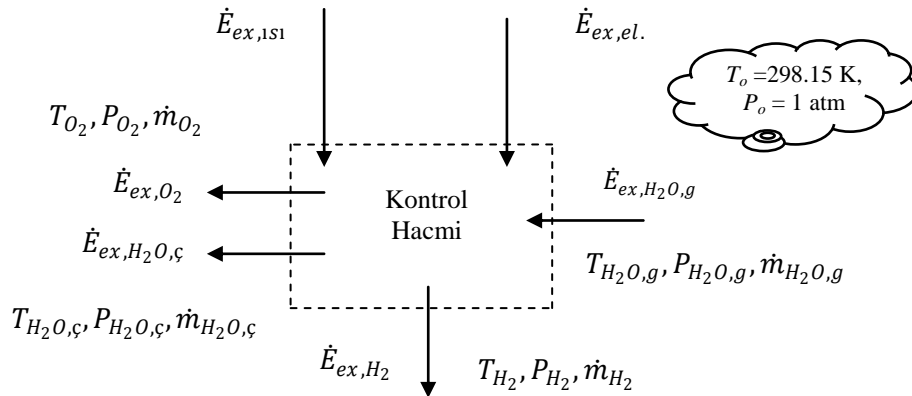 Ė_{ex,ısı}
Ė_{ex,el.}
T_o =298.15 K,
P_o = 1 atm
T_{O_2}, P_{O_2}, ṁ_{O_2}
Ė_{ex,O_2}
Kontrol
Hacmi
Ė_{ex,H_2O,g}
Ė_{ex,H_2O,ç}
T_{H_2O,g}, P_{H_2O,g}, ṁ_{H_2O,g}
T_{H_2O,ç}, P_{H_2O,ç}, ṁ_{H_2O,ç}
Ė_{ex,H_2}
T_{H_2}, P_{H_2}, ṁ_{H_2}